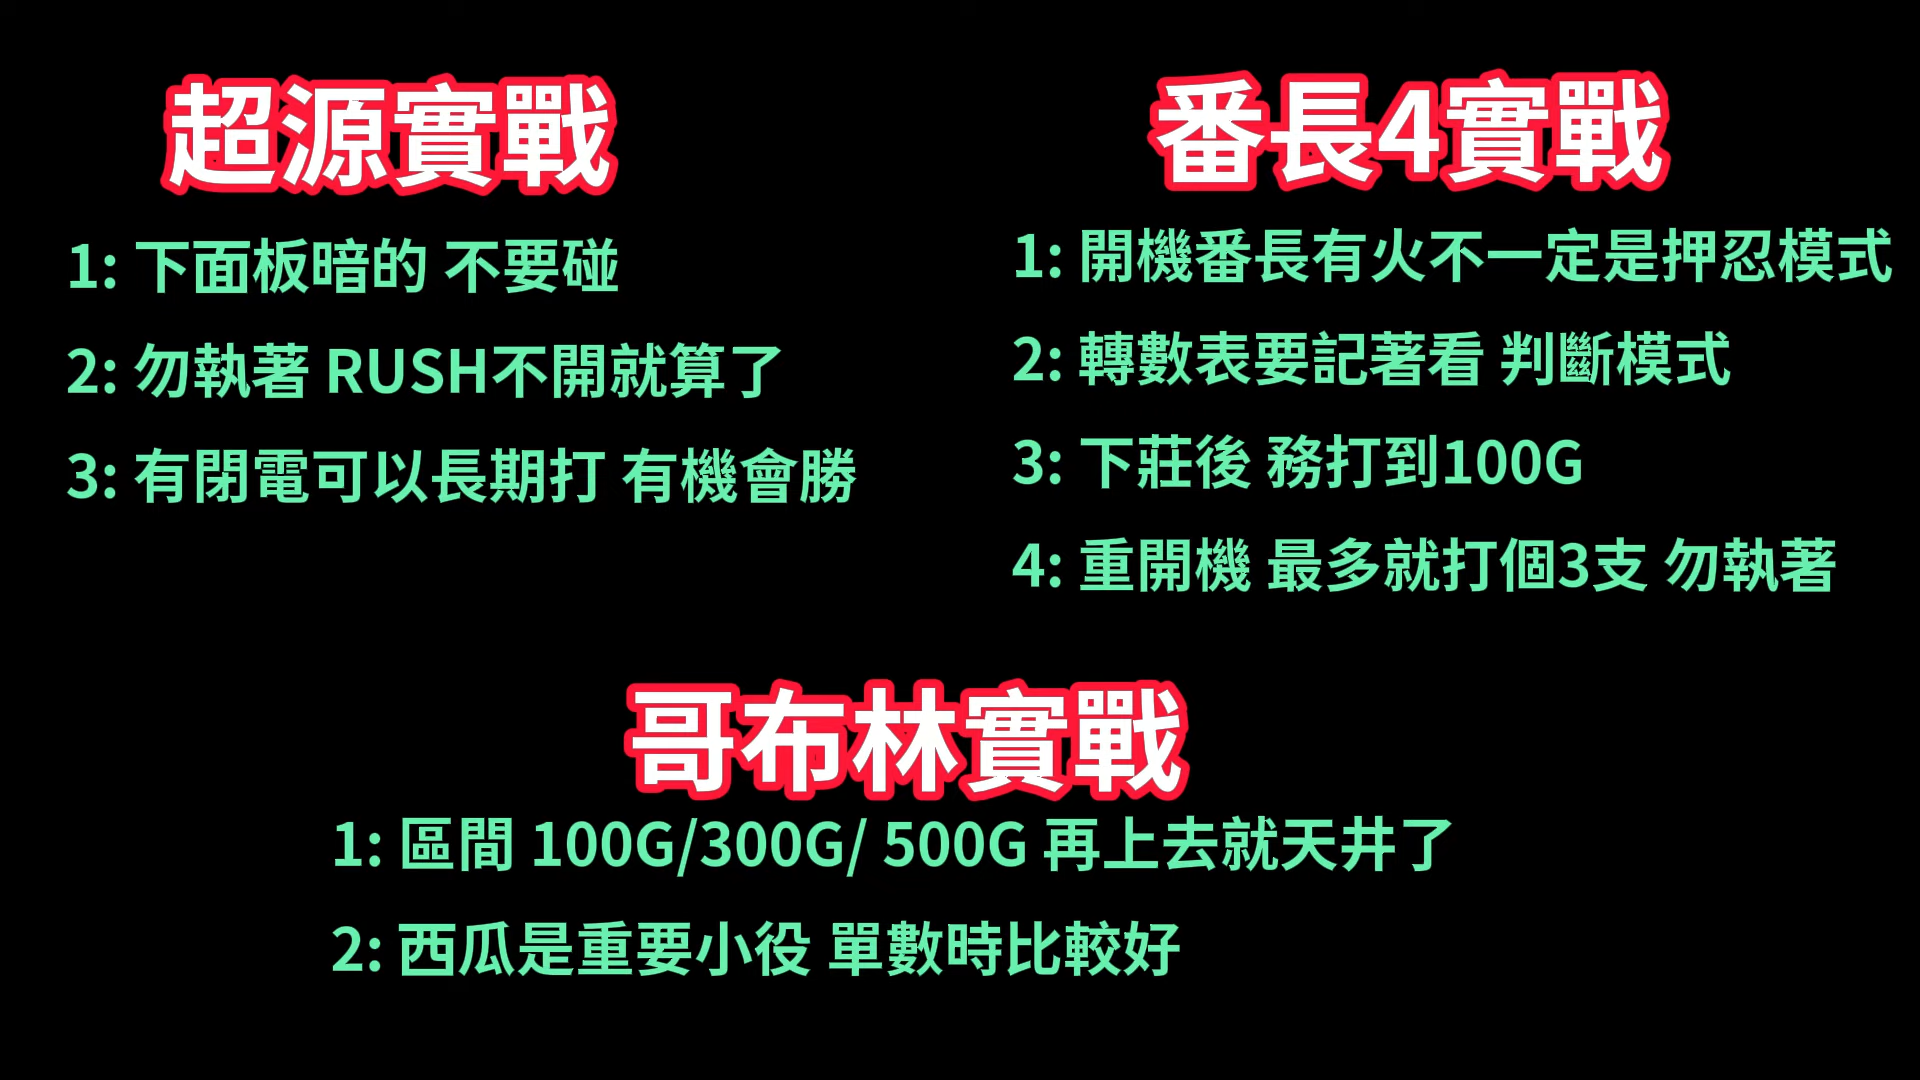 超源實戰
1: 下面板暗的 不要碰
2: 勿執著 RUSH不開就算了
3: 有閉電可以長期打 有機會勝
番長4實戰
1: 開機番長有火不一定是押忍模式
2: 轉數表要記著看 判斷模式
3: 下莊後 務打到100G
4: 重開機 最多就打個3支 勿執著
哥布林實戰
1: 區間 100G/300G/ 500G 再上去就天井了
2: 西瓜是重要小役 單數時比較好